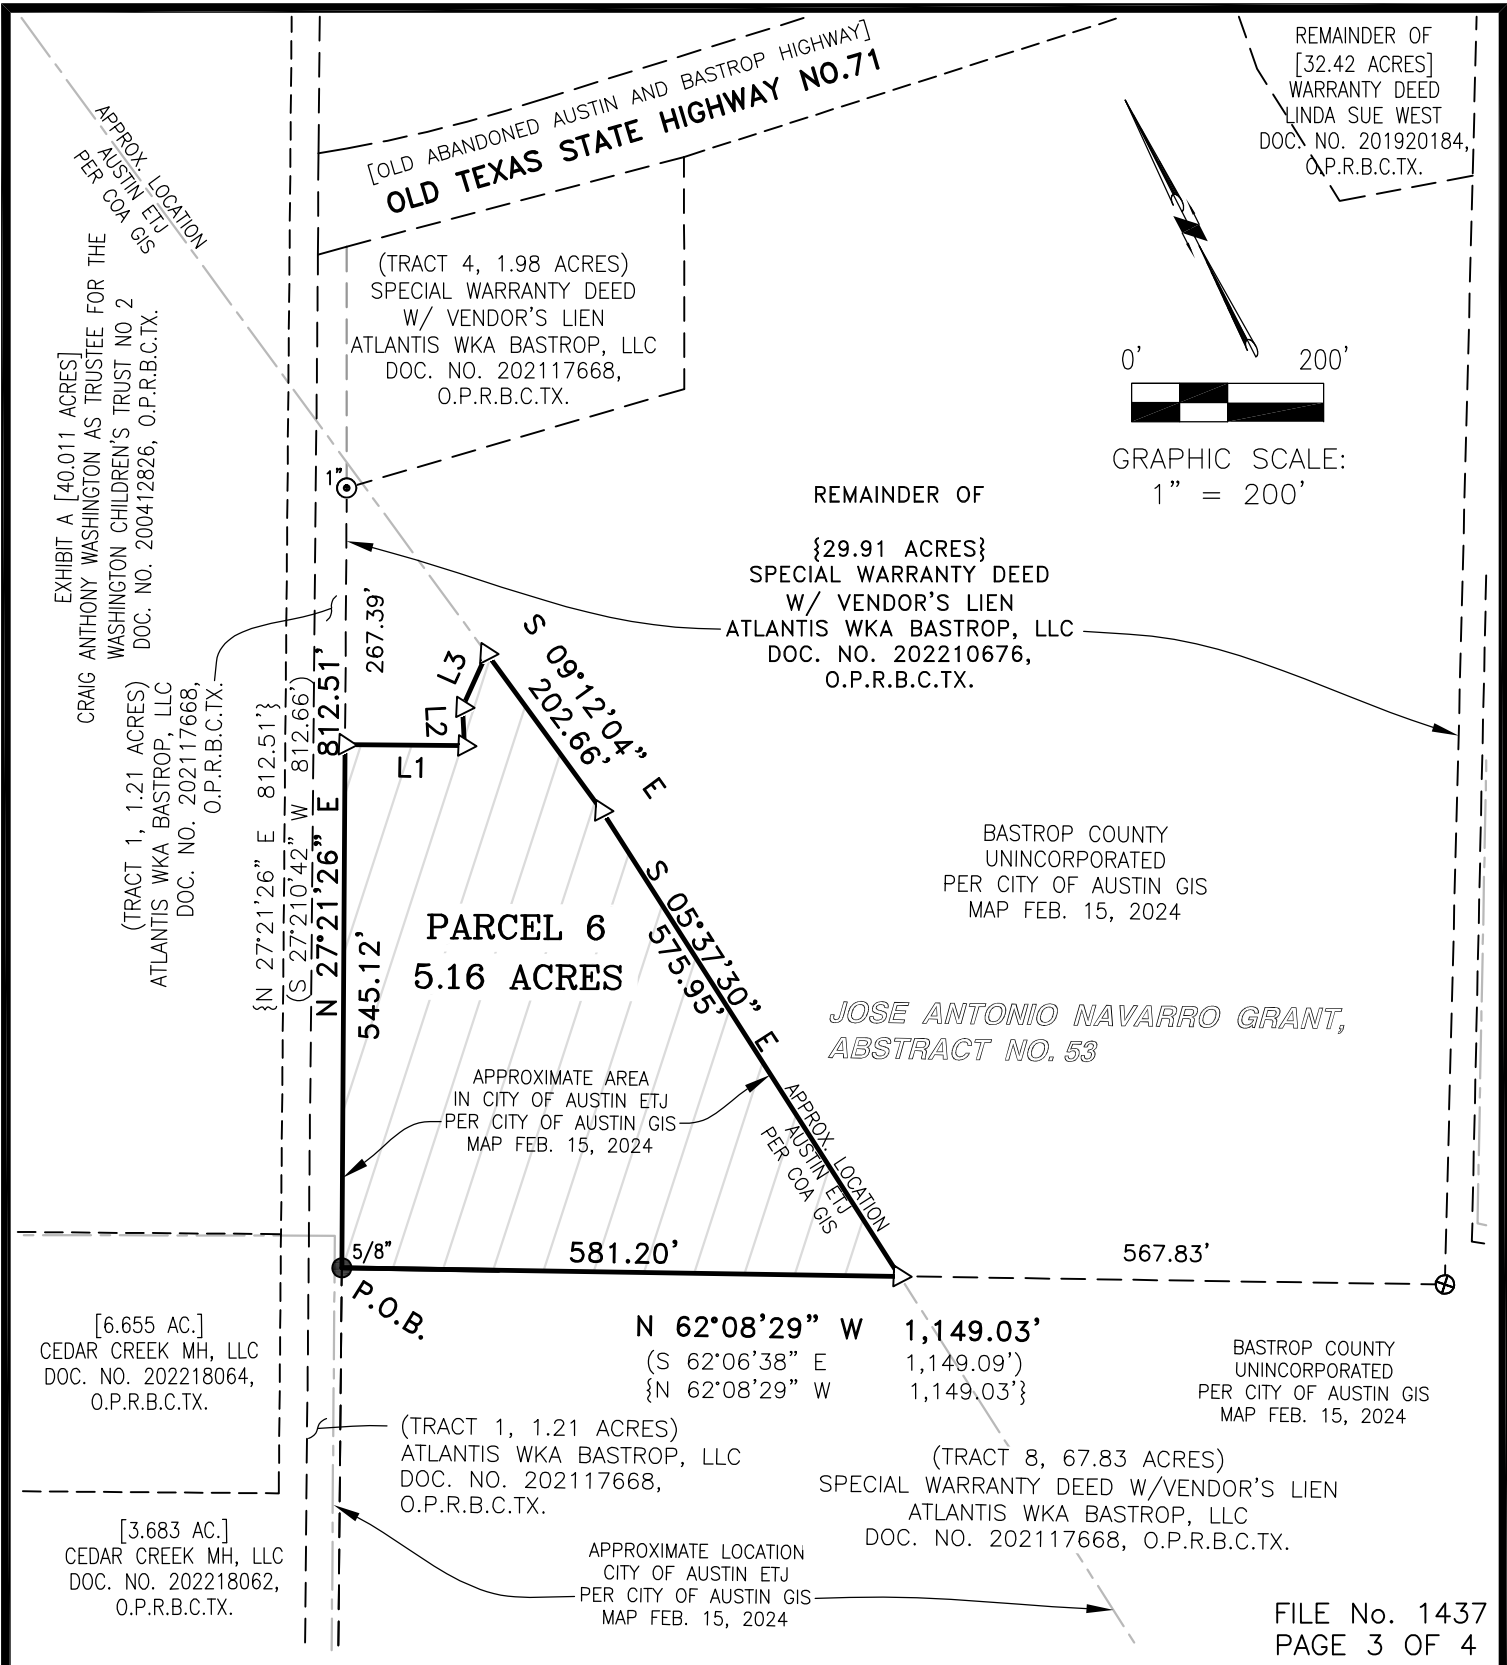 [OLD ABANDONED AUSTIN AND BASTROP HIGHWAY]
OLD TEXAS STATE HIGHWAY NO.71
REMAINDER OF
[32.42 ACRES]
WARRANTY DEED
LINDA SUE WEST
DOC. NO. 201920184,
O.P.R.B.C.TX.
APPROX. LOCATION
AUSTIN ETJ
PER COA GIS
(TRACT 4, 1.98 ACRES)
SPECIAL WARRANTY DEED
W/ VENDOR'S LIEN
ATLANTIS WKA BASTROP, LLC
DOC. NO. 202117668,
O.P.R.B.C.TX.
0' 200'
GRAPHIC SCALE:
1" = 200'
EXHIBIT A [40.011 ACRES]
CRAIG ANTHONY WASHINGTON AS TRUSTEE FOR THE
WASHINGTON CHILDREN'S TRUST NO 2
DOC. NO. 200412826, O.P.R.B.C.TX.
1"
REMAINDER OF
{29.91 ACRES}
SPECIAL WARRANTY DEED
W/ VENDOR'S LIEN
ATLANTIS WKA BASTROP, LLC
DOC. NO. 202210676,
O.P.R.B.C.TX.
267.39'
(TRACT 1, 1.21 ACRES)
ATLANTIS WKA BASTROP, LLC
DOC. NO. 202117668,
O.P.R.B.C.TX.
{N 27°21'26" E 812.51'}
(S 27°210'42" W 812.66')
N 27°21'26" E 812.51'
545.12'
L1
L2
L3
S 09°12'04" E
202.66'
S 05°37'30" E
575.95'
PARCEL 6
5.16 ACRES
BASTROP COUNTY
UNINCORPORATED
PER CITY OF AUSTIN GIS
MAP FEB. 15, 2024
JOSE ANTONIO NAVARRO GRANT,
ABSTRACT NO. 53
APPROXIMATE AREA
IN CITY OF AUSTIN ETJ
PER CITY OF AUSTIN GIS
MAP FEB. 15, 2024
APPROX. LOCATION
AUSTIN ETJ
PER COA GIS
5/8"
P.O.B.
581.20'
567.83'
N 62°08'29" W 1,149.03'
(S 62°06'38" E 1,149.09')
{N 62°08'29" W 1,149.03'}
[6.655 AC.]
CEDAR CREEK MH, LLC
DOC. NO. 202218064,
O.P.R.B.C.TX.
BASTROP COUNTY
UNINCORPORATED
PER CITY OF AUSTIN GIS
MAP FEB. 15, 2024
(TRACT 1, 1.21 ACRES)
ATLANTIS WKA BASTROP, LLC
DOC. NO. 202117668,
O.P.R.B.C.TX.
(TRACT 8, 67.83 ACRES)
SPECIAL WARRANTY DEED W/VENDOR'S LIEN
ATLANTIS WKA BASTROP, LLC
DOC. NO. 202117668, O.P.R.B.C.TX.
[3.683 AC.]
CEDAR CREEK MH, LLC
DOC. NO. 202218062,
O.P.R.B.C.TX.
APPROXIMATE LOCATION
CITY OF AUSTIN ETJ
PER CITY OF AUSTIN GIS
MAP FEB. 15, 2024
FILE No. 1437
PAGE 3 OF 4